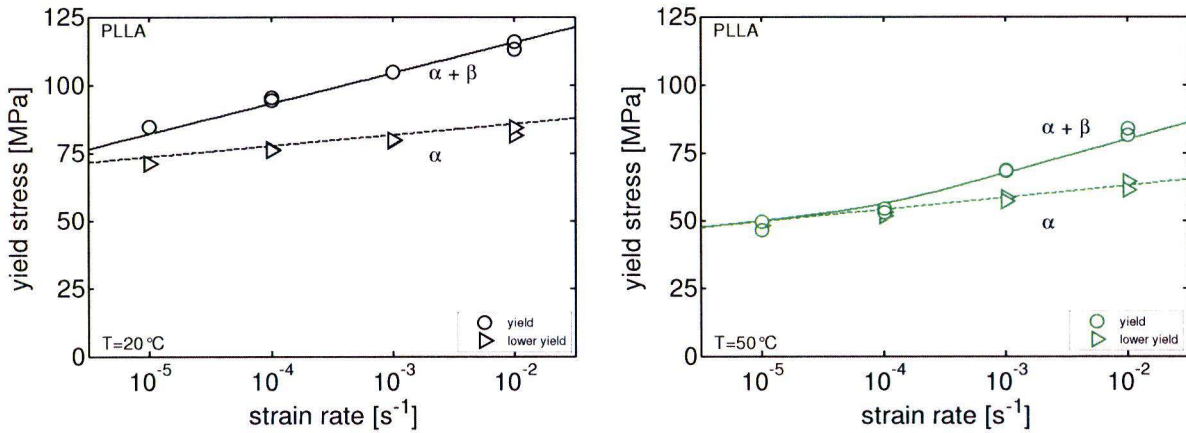 125
100
75
50
25
0
yield stress [MPa]
PLLA
α + β
α
yield
lower yield
T=20°C
10⁻⁵ 10⁻⁴ 10⁻³ 10⁻²
strain rate [s⁻¹]
125
100
75
50
25
0
yield stress [MPa]
PLLA
α + β
α
yield
lower yield
T=50°C
10⁻⁵ 10⁻⁴ 10⁻³ 10⁻²
strain rate [s⁻¹]